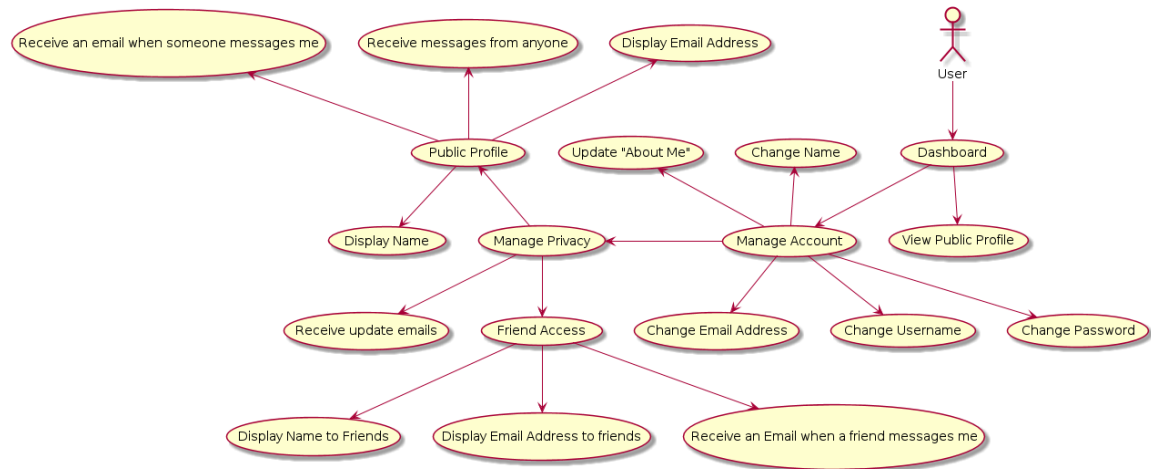 Receive an email when someone messages me
Receive messages from anyone
Display Email Address
User
Public Profile
Update "About Me"
Change Name
Dashboard
Display Name
Manage Privacy
Manage Account
View Public Profile
Receive update emails
Friend Access
Change Email Address
Change Username
Change Password
Display Name to Friends
Display Email Address to friends
Receive an Email when a friend messages me